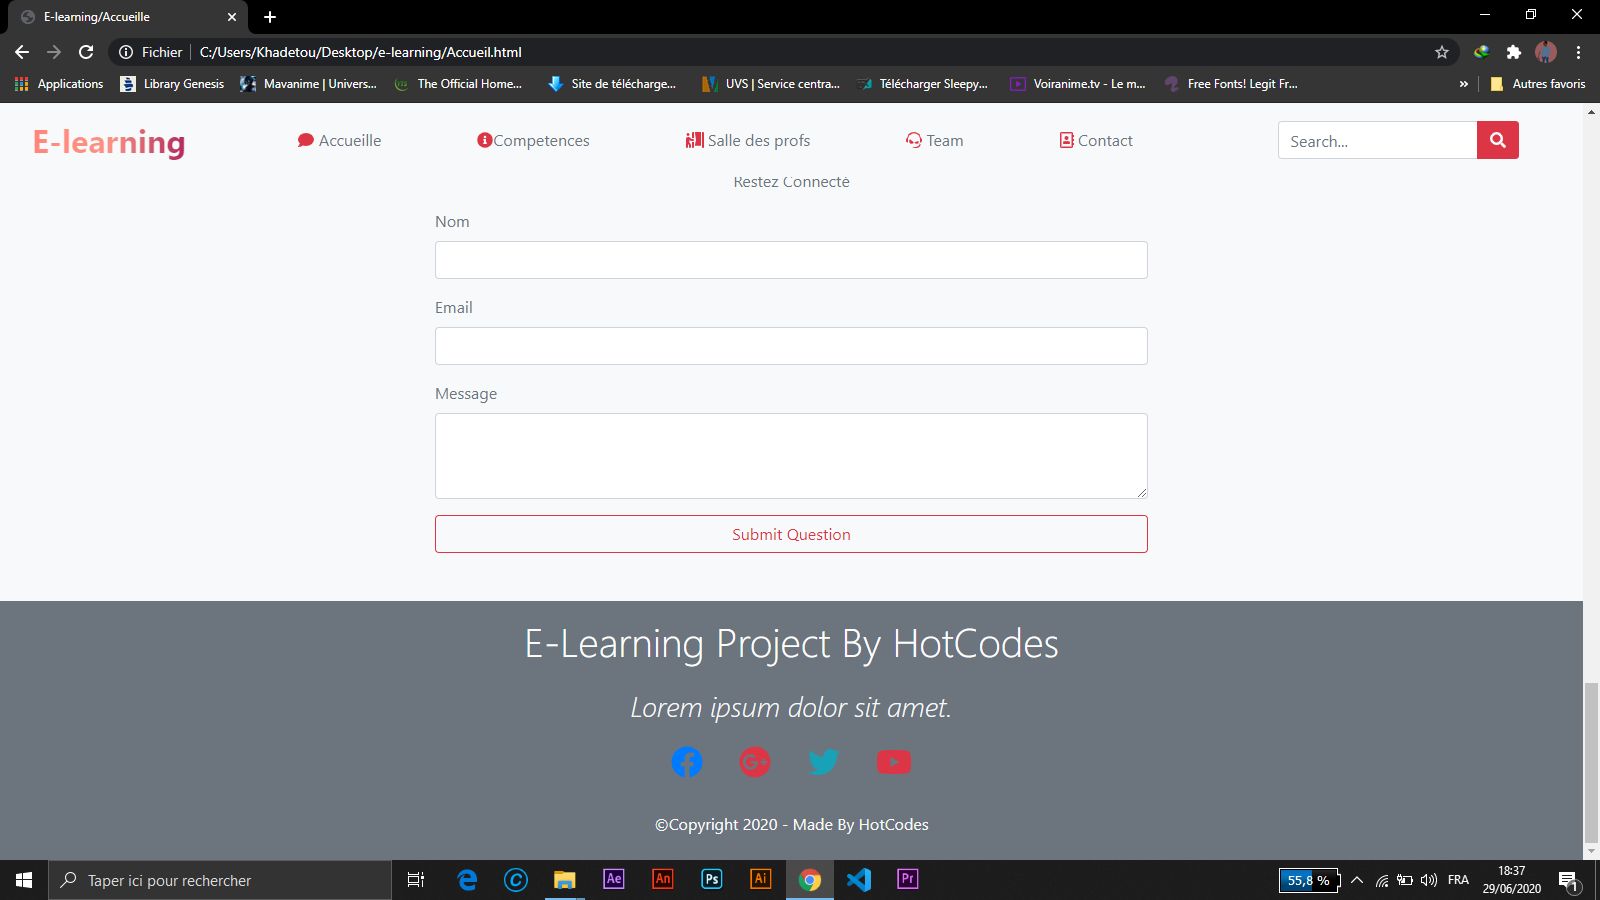 E-learning/Accueille
Fichier C:/Users/Khadetou/Desktop/e-learning/Accueil.html
Applications Library Genesis Mavanime | Univers... The Official Home... Site de télécharge... UVS | Service centra... Télécharger Sleepy... Voiranime.tv - Le m... Free Fonts! Legit Fr... » Autres favoris
E-learning Accueille Competences Salle des profs Team Contact Search...
Restez Connecté
Nom
Email
Message
Submit Question
E-Learning Project By HotCodes
Lorem ipsum dolor sit amet.
©Copyright 2020 - Made By HotCodes
Taper ici pour rechercher Ae An Ps Ai Pr 55,8 % FRA 18:37
29/06/2020 1